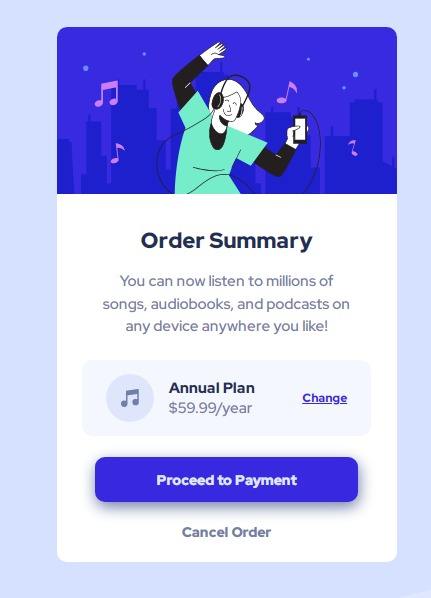 Order Summary
You can now listen to millions of
songs, audiobooks, and podcasts on
any device anywhere you like!
Annual Plan
$59.99/year
Change
Proceed to Payment
Cancel Order